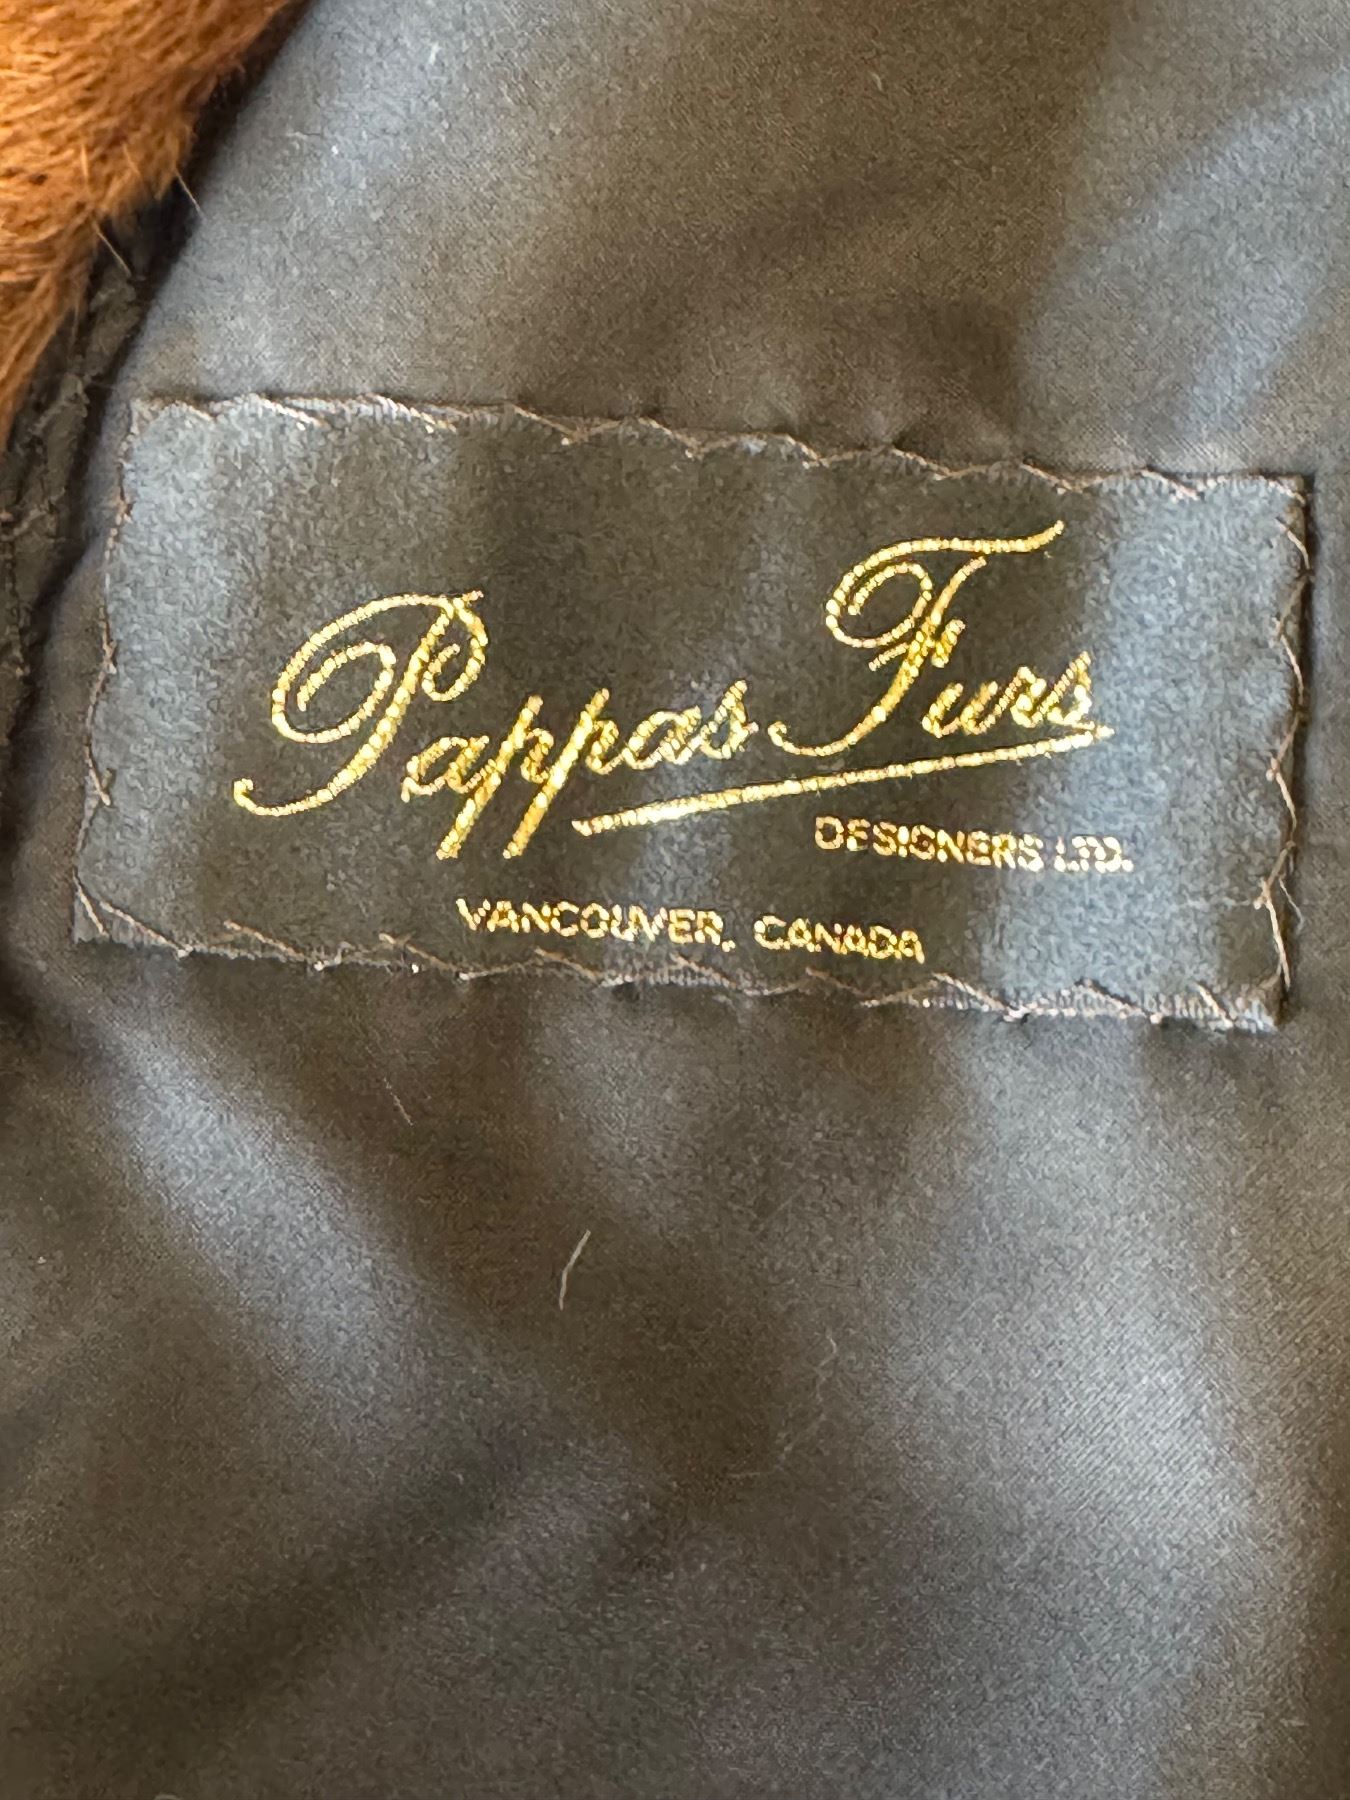 Pappas Furs
DESIGNERS LTD.
VANCOUVER, CANADA